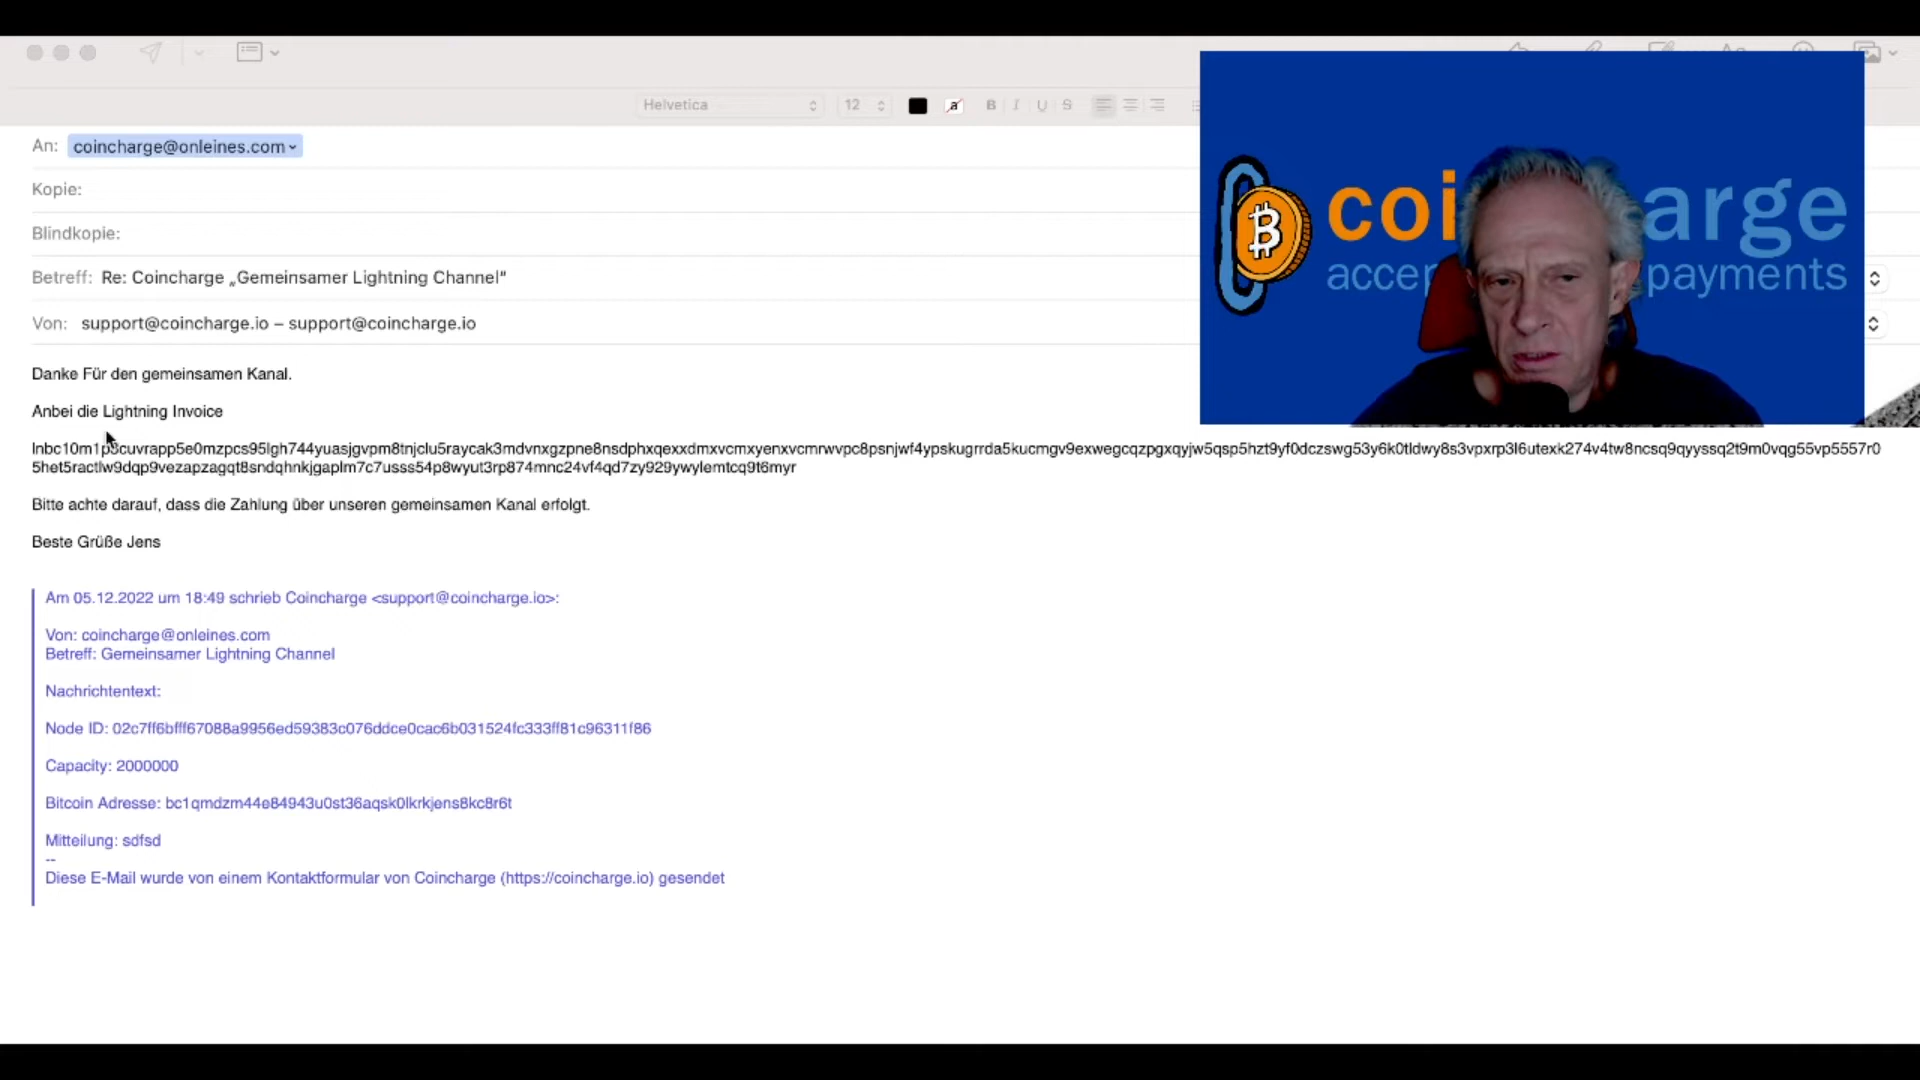 Helvetica
12
a
B I U S
An: coincharge@onleines.com
Kopie:
Blindkopie:
Betreff: Re: Coincharge „Gemeinsamer Lightning Channel“
Von: support@coincharge.io – support@coincharge.io
coi arge
accep payments
Danke Für den gemeinsamen Kanal.
Anbei die Lightning Invoice
lnbc10m1p3cuvrapp5e0mzpcs95lgh744yuasjgvpm8tnjclu5raycak3mdvnxgzpne8nsdphxqexxdmxvcmxyenxvcmrwvpc8psnjwf4ypskugrrda5kucmgv9exwegcqzpgxqyjw5qsp5hzt9yf0dczswg53y6k0tldwy8s3vpxrp3l6utexk274v4tw8ncsq9qyyssq2t9m0vqg55vp5557r0
5het5ractlw9dqp9vezapzagqt8sndqhnkjgaplm7c7usss54p8wyut3rp874mnc24vf4qd7zy929ywylemtcq9t6myr
Bitte achte darauf, dass die Zahlung über unseren gemeinsamen Kanal erfolgt.
Beste Grüße Jens
Am 05.12.2022 um 18:49 schrieb Coincharge <support@coincharge.io>:
Von: coincharge@onleines.com
Betreff: Gemeinsamer Lightning Channel
Nachrichtentext:
Node ID: 02c7ff6bfff67088a9956ed59383c076ddce0cac6b031524fc333ff81c96311f86
Capacity: 2000000
Bitcoin Adresse: bc1qmdzm44e84943u0st36aqsk0lkrkjens8kc8r6t
Mitteilung: sdfsd
--
Diese E-Mail wurde von einem Kontaktformular von Coincharge (https://coincharge.io) gesendet